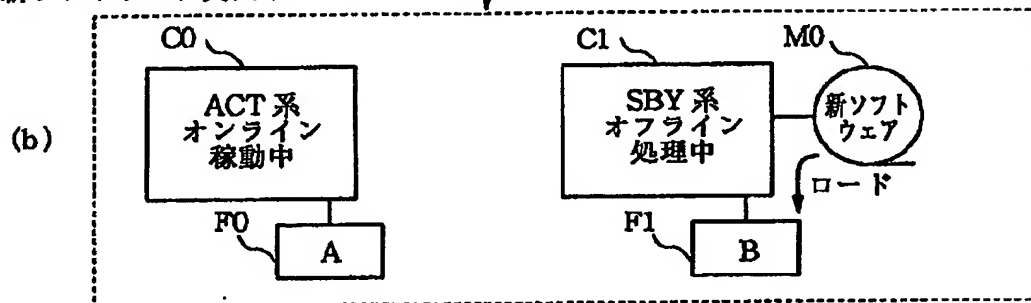 (b)
C0
ACT系
オンライン
稼動中
F0
A
C1
SBY系
オフライン
処理中
F1
B
M0
新ソフト
ウェア
ロード